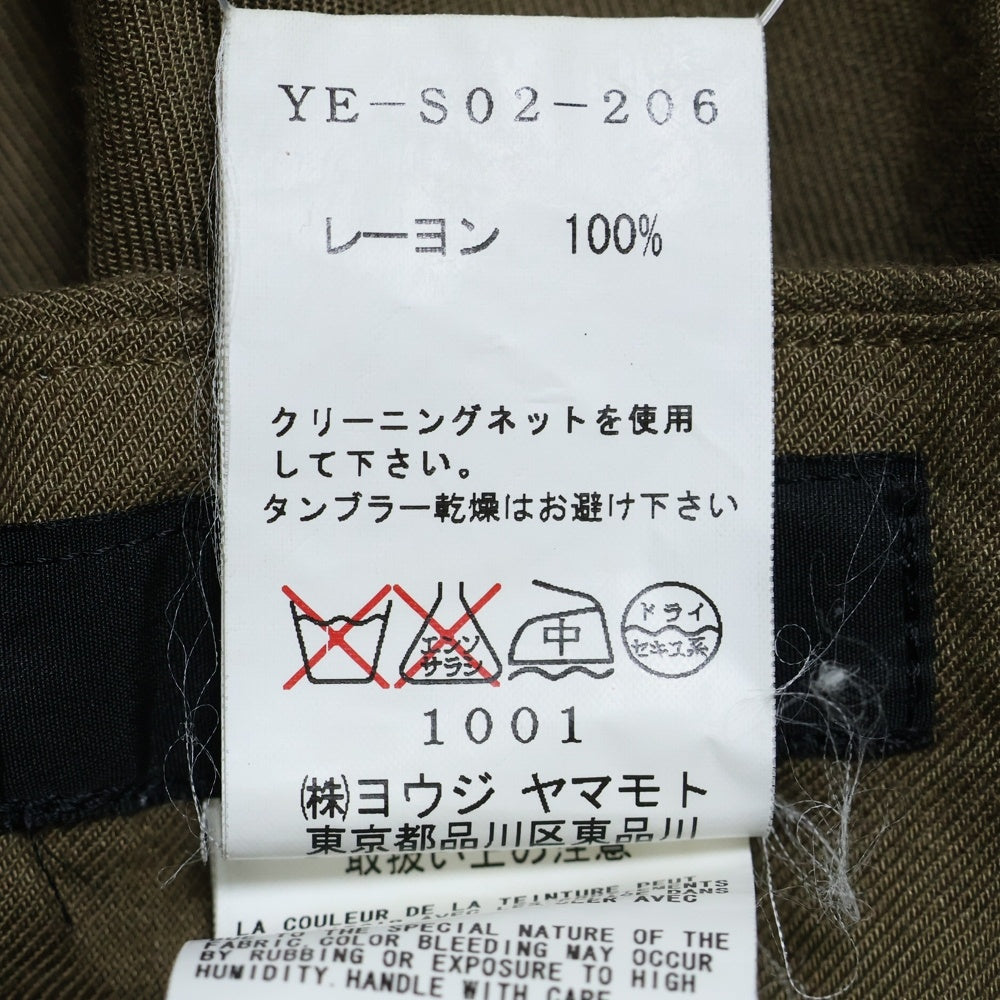 YE-S02-206
レーヨン 100%
クリーニングネットを使用
して下さい。
タンブラー乾燥はお避け下さい
エンソ
サラシ
中
ドライ
セキユ系
1001
㈱ヨウジ ヤマモト
東京都品川区東品川
取扱い上の注意
LA COULEUR DE LA TEINTURE PEUT
AVEC
THE SPECIAL NATURE OF THE
FABRIC COLOR BLEEDING MAY OCCUR
BY RUBBING OR EXPOSURE TO HIGH
HUMIDITY. HANDLE WITH CARE